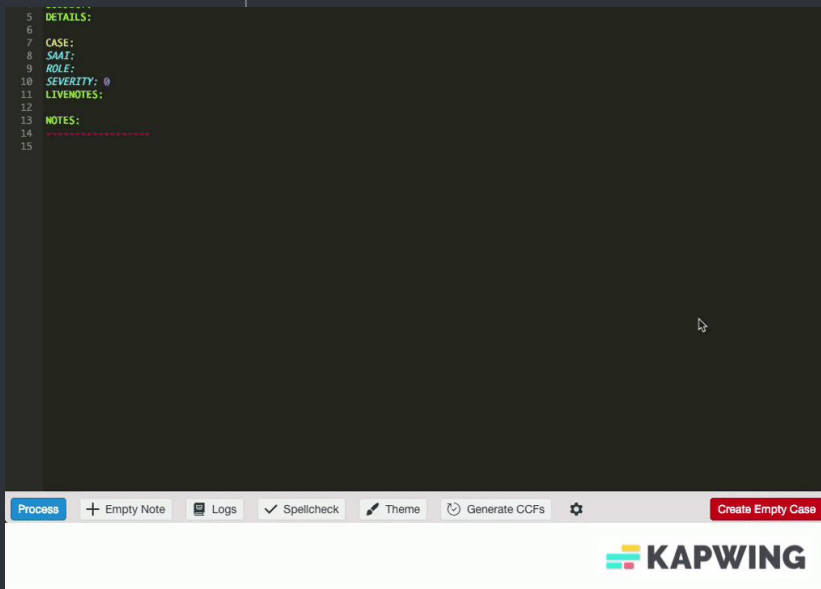 5 DETAILS:
6
7 CASE:
8 SAAI:
9 ROLE:
10 SEVERITY: 0
11 LIVENOTES:
12
13 NOTES:
14 ------------------
15
Process + Empty Note Logs Spellcheck Theme Generate CCFs Create Empty Case
KAPWING